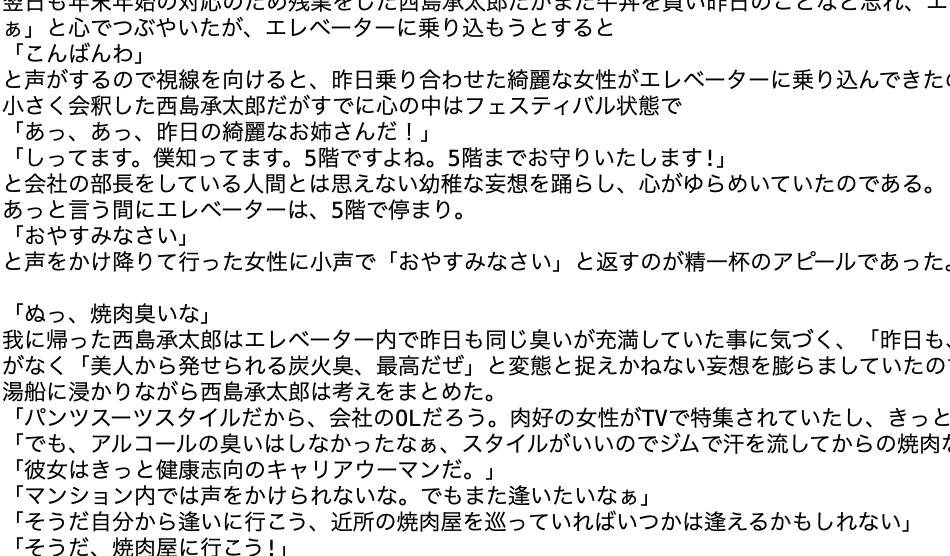 翌日も年末年始の対応のため残業をした西島承太郎だがまた牛丼を買い昨日のことなど忘れ、エ
ぁ」と心でつぶやいたが、エレベーターに乗り込もうとすると
「こんばんわ」
と声がするので視線を向けると、昨日乗り合わせた綺麗な女性がエレベーターに乗り込んできた
小さく会釈した西島承太郎だがすでに心の中はフェスティバル状態で
「あっ、あっ、昨日の綺麗なお姉さんだ！」
「しってます。僕知ってます。5階ですよね。5階までお守りいたします!」
と会社の部長をしている人間とは思えない幼稚な妄想を踊らし、心がゆらめいていたのである。
あっと言う間にエレベーターは、5階で停まり。
「おやすみなさい」
と声をかけ降りて行った女性に小声で「おやすみなさい」と返すのが精一杯のアピールであった。
「ぬっ、焼肉臭いな」
我に帰った西島承太郎はエレベーター内で昨日も同じ臭いが充満していた事に気づく、「昨日も、
がなく「美人から発せられる炭火臭、最高だぜ」と変態と捉えかねない妄想を膨らましていたの
湯船に浸かりながら西島承太郎は考えをまとめた。
「パンツスーツスタイルだから、会社のOLだろう。肉好の女性がTVで特集されていたし、きっと
「でも、アルコールの臭いはしなかったなぁ、スタイルがいいのでジムで汗を流してからの焼肉な
「彼女はきっと健康志向のキャリアウーマンだ。」
「マンション内では声をかけられないな。でもまた逢いたいなぁ」
「そうだ自分から逢いに行こう、近所の焼肉屋を巡っていればいつかは逢えるかもしれない」
「そうだ、焼肉屋に行こう!」